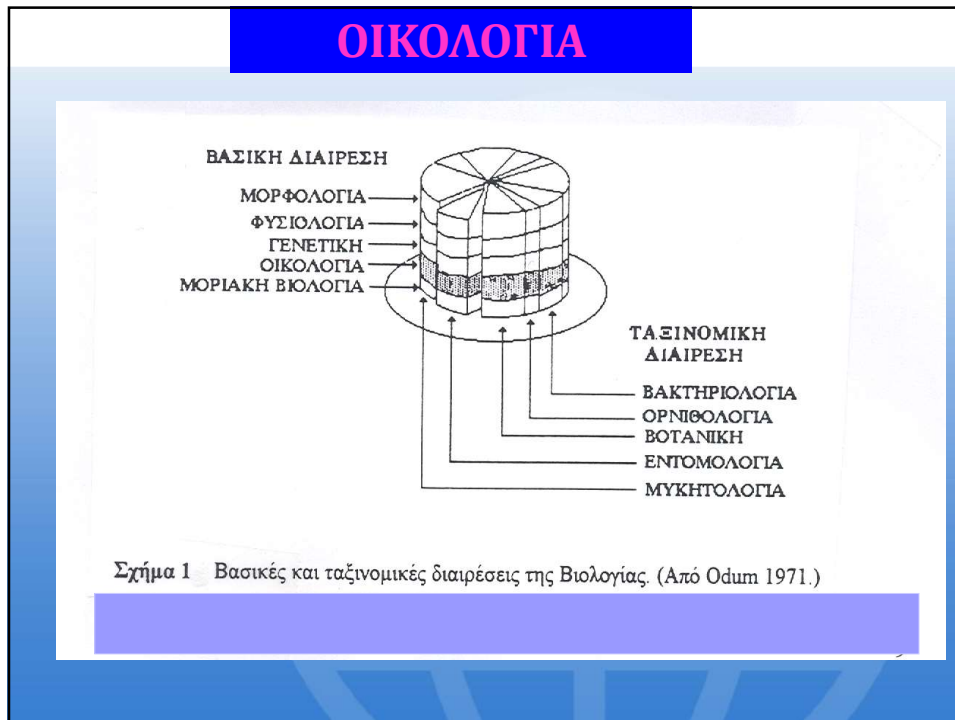 ΟΙΚΟΛΟΓΙΑ
ΒΑΣΙΚΗ ΔΙΑΙΡΕΣΗ
ΜΟΡΦΟΛΟΓΙΑ
ΦΥΣΙΟΛΟΓΙΑ
ΓΕΝΕΤΙΚΗ
ΟΙΚΟΛΟΓΙΑ
ΜΟΡΙΑΚΗ ΒΙΟΛΟΓΙΑ
ΤΑΞΙΝΟΜΙΚΗ
ΔΙΑΙΡΕΣΗ
ΒΑΚΤΗΡΙΟΛΟΓΙΑ
ΟΡΝΙΘΟΛΟΓΙΑ
ΒΟΤΑΝΙΚΗ
ΕΝΤΟΜΟΛΟΓΙΑ
ΜΥΚΗΤΟΛΟΓΙΑ
Σχήμα 1 Βασικές και ταξινομικές διαιρέσεις της Βιολογίας. (Από Odum 1971.)